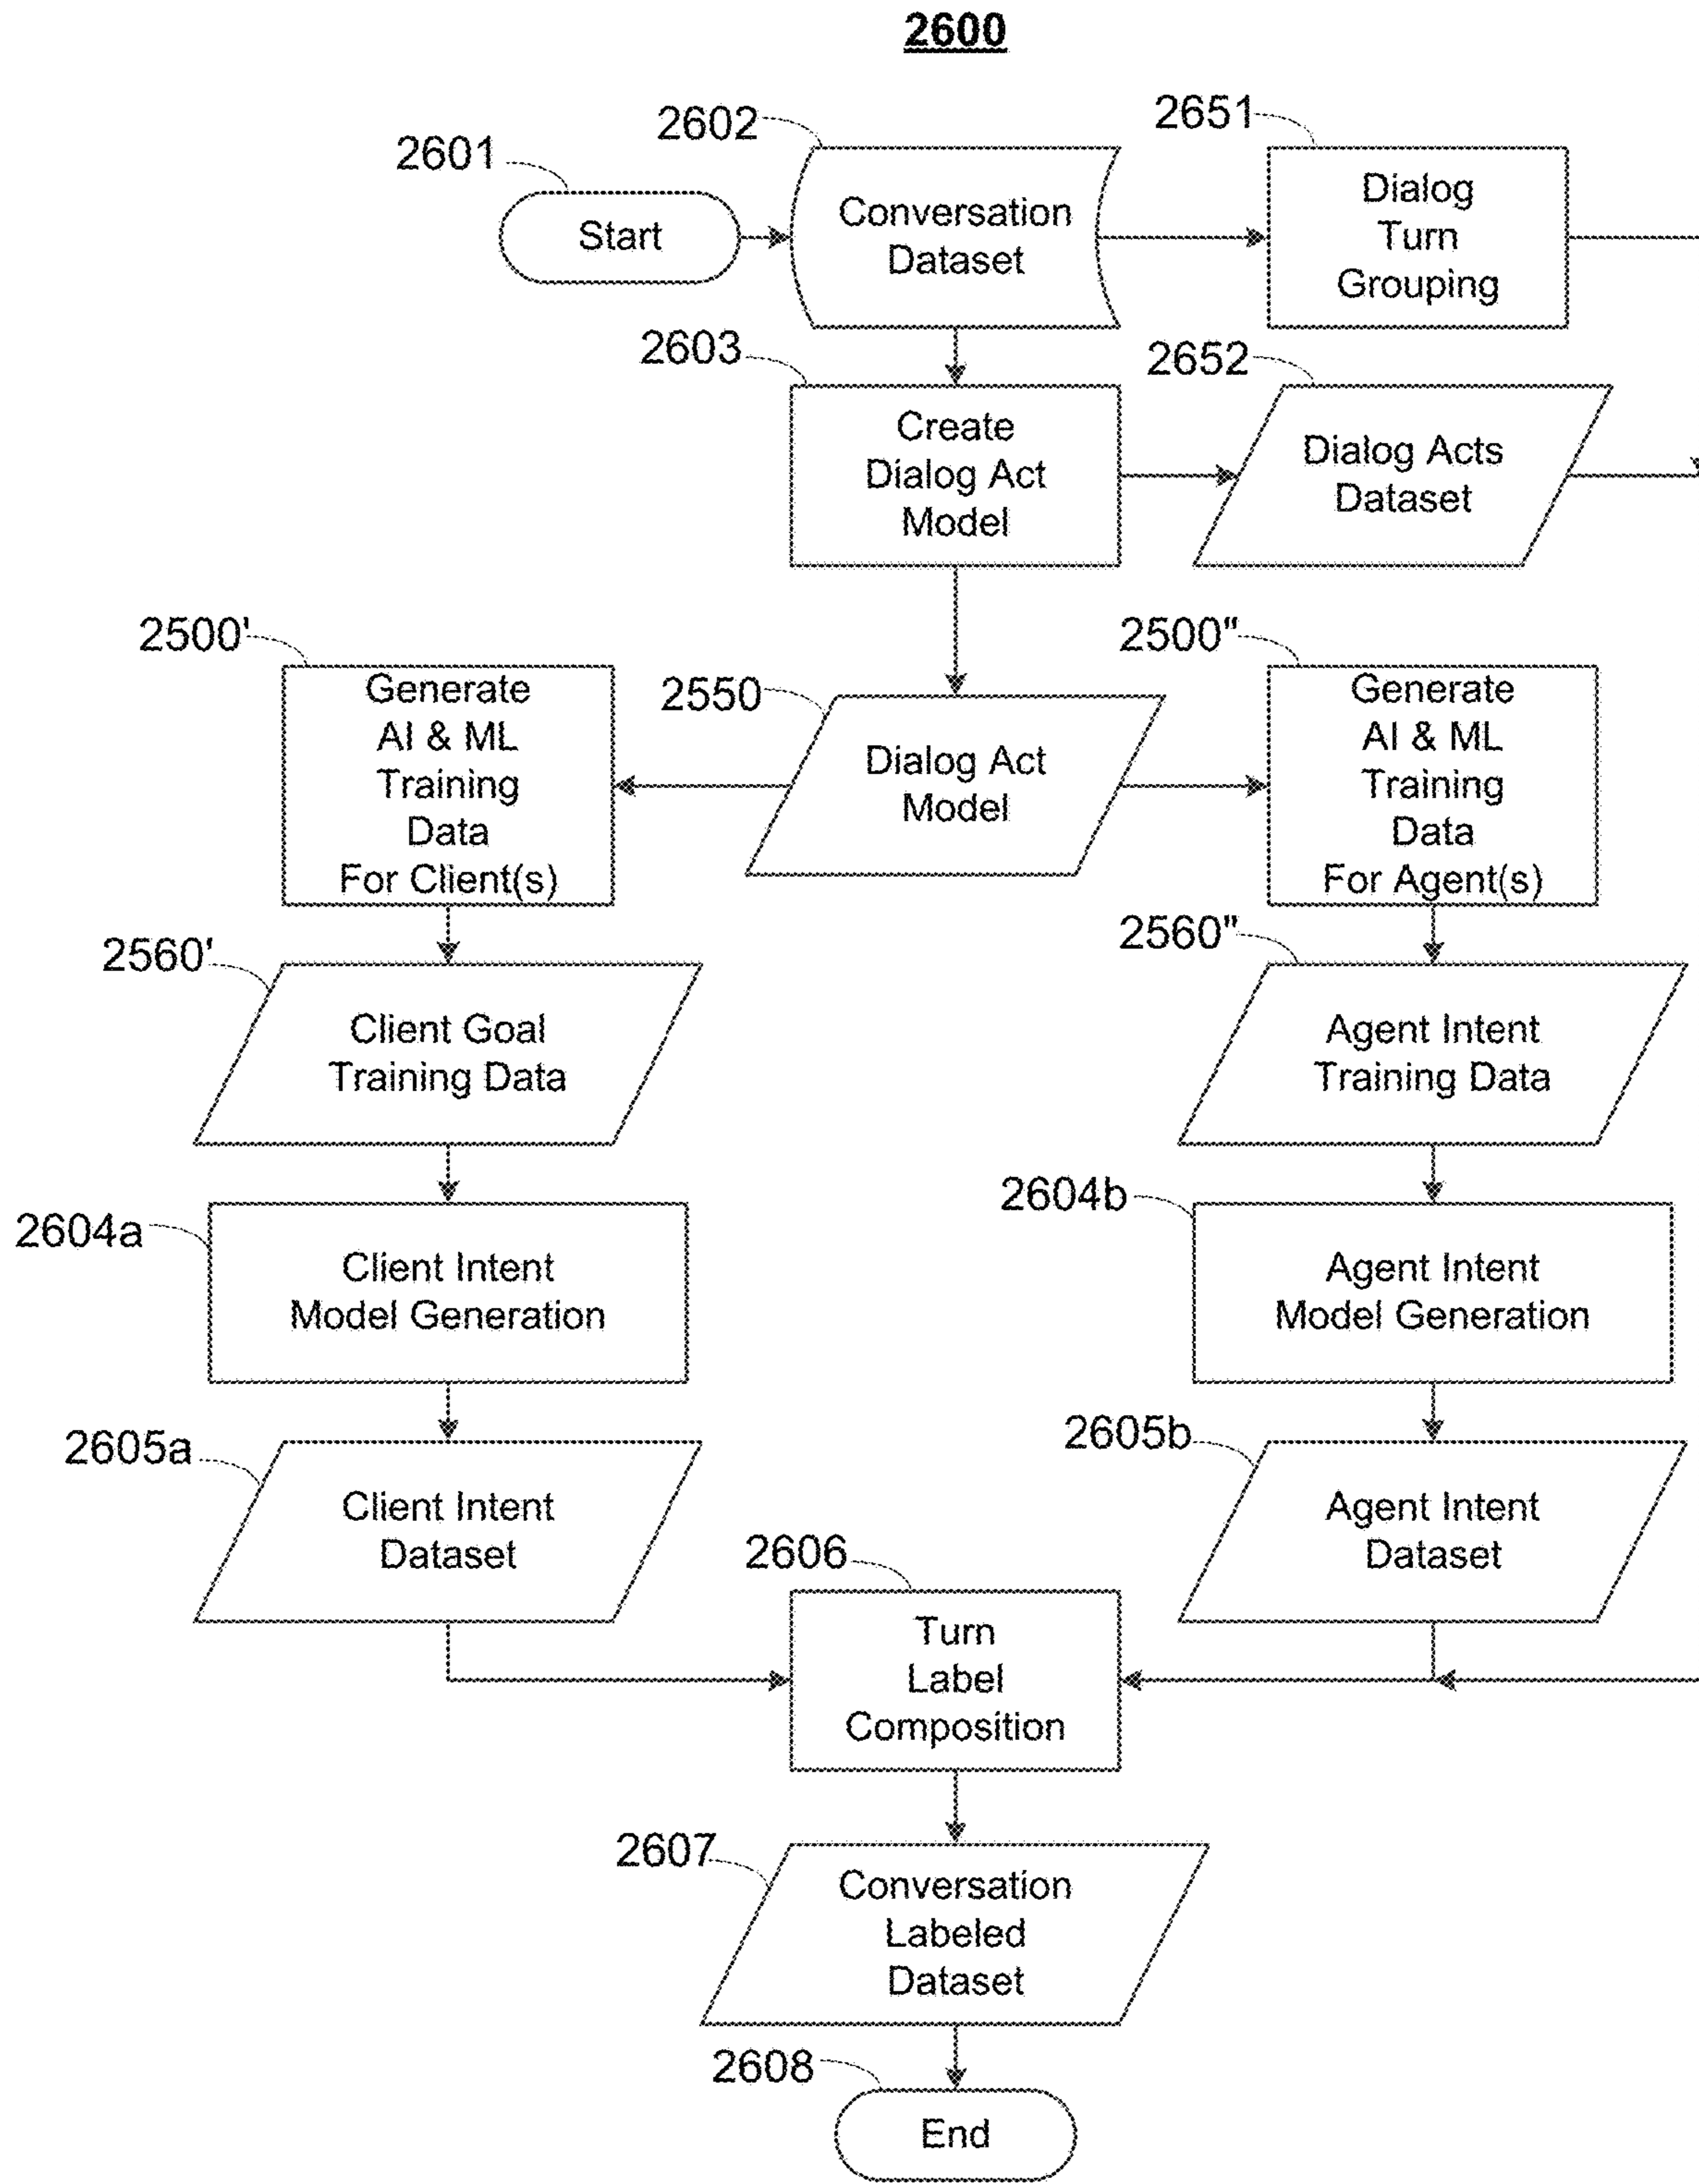 2600
2601
Start
2602
Conversation
Dataset
2651
Dialog
Turn
Grouping
2603
Create
Dialog Act
Model
2652
Dialog Acts
Dataset
2500'
Generate
AI & ML
Training
Data
For Client(s)
2550
Dialog Act
Model
2500"
Generate
AI & ML
Training
Data
For Agent(s)
2560'
Client Goal
Training Data
2560"
Agent Intent
Training Data
2604a
Client Intent
Model Generation
2604b
Agent Intent
Model Generation
2605a
Client Intent
Dataset
2605b
Agent Intent
Dataset
2606
Turn
Label
Composition
2607
Conversation
Labeled
Dataset
2608
End